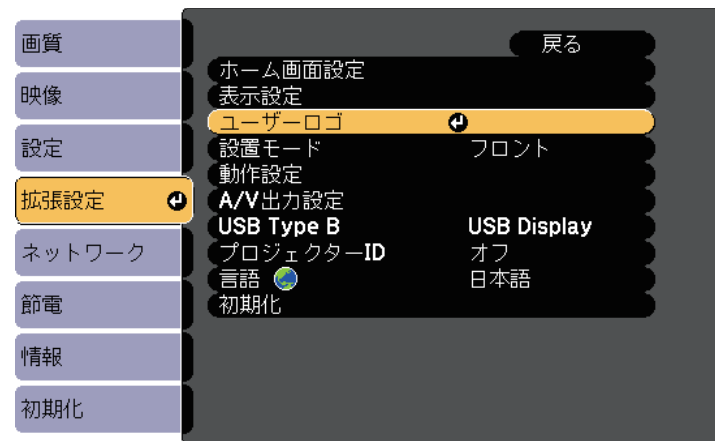 画質
映像
設定
拡張設定
ネットワーク
節電
情報
初期化
戻る
ホーム画面設定
表示設定
ユーザーロゴ
設置モード フロント
動作設定
A/V出力設定
USB Type B USB Display
プロジェクターID オフ
言語 日本語
初期化